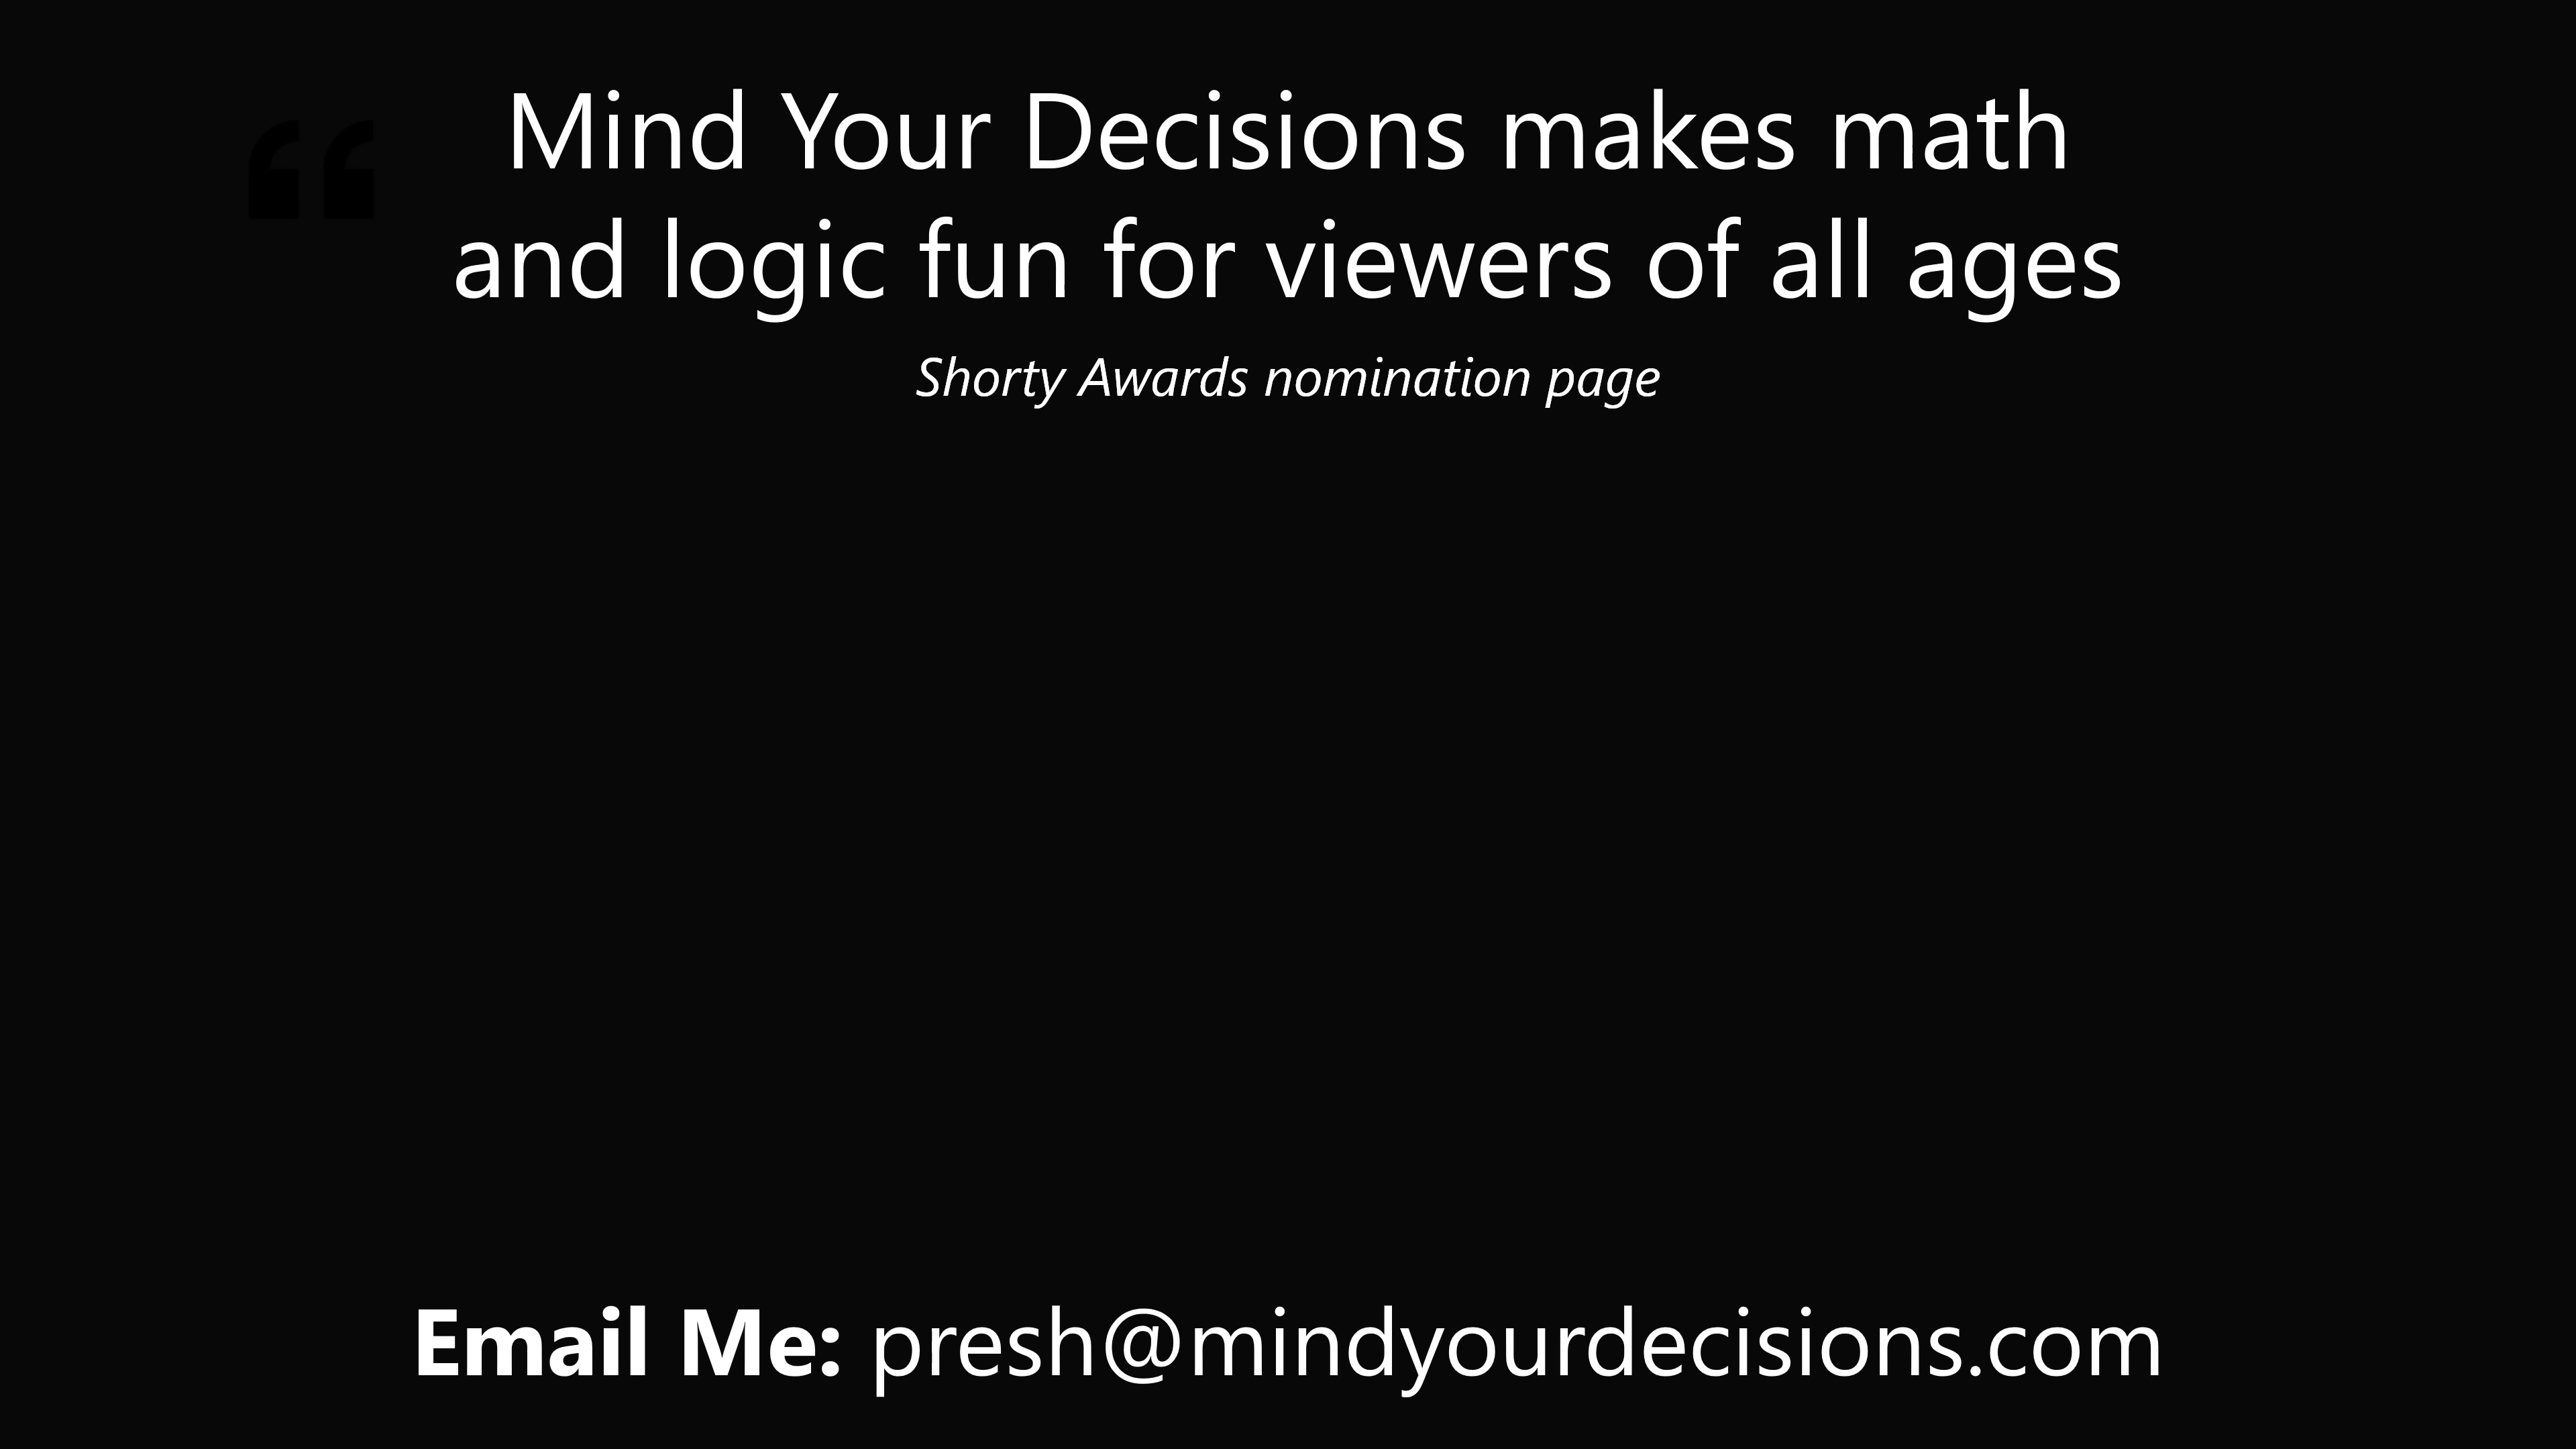 “ Mind Your Decisions makes math
and logic fun for viewers of all ages
Shorty Awards nomination page
Email Me: presh@mindyourdecisions.com